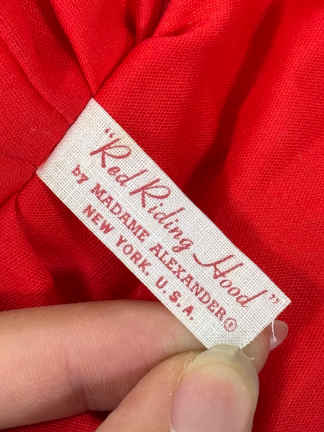 "Red Riding Hood"
by MADAME ALEXANDER®
NEW YORK, U.S.A.